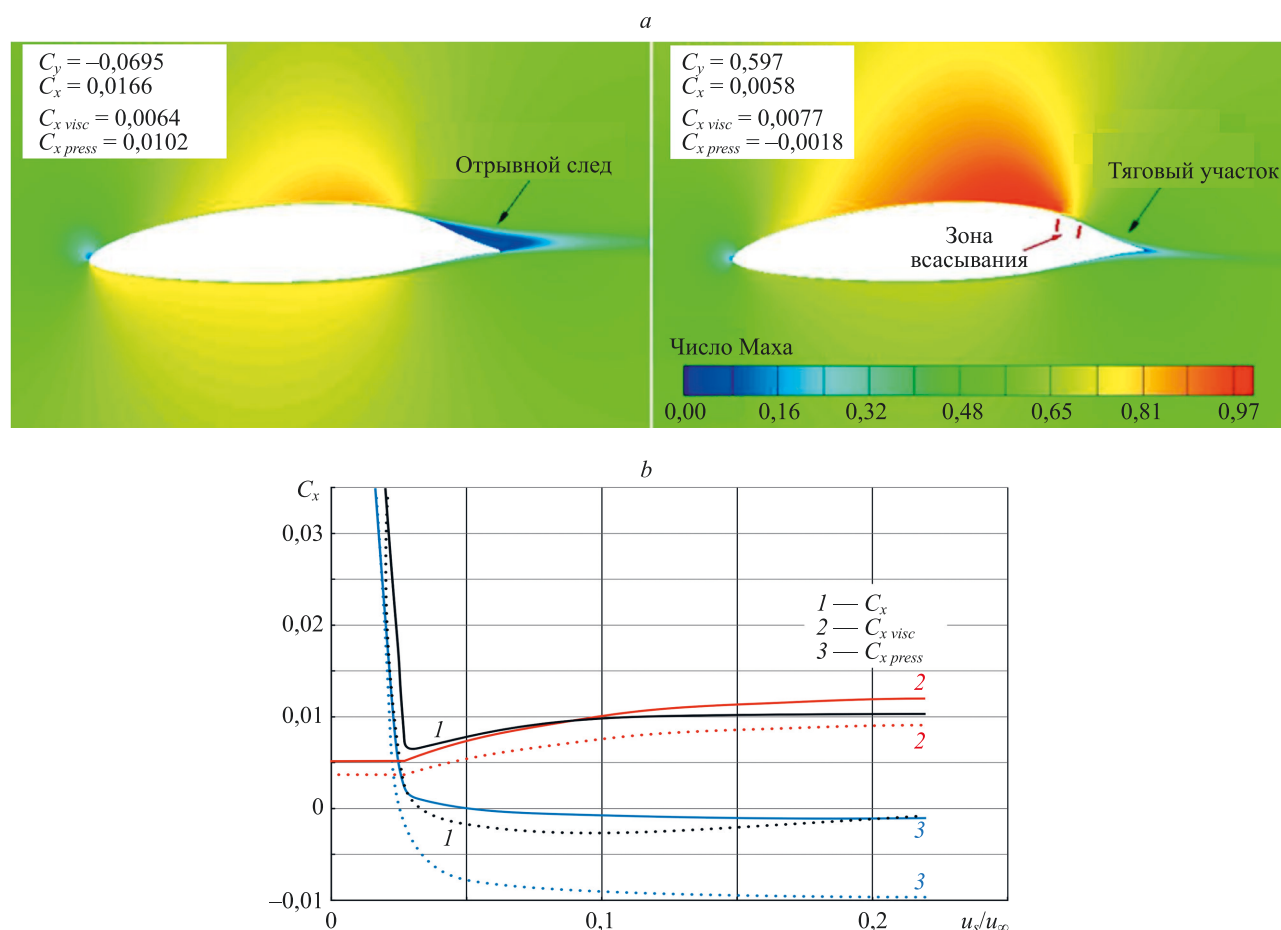 a
C_y = –0,0695
C_x = 0,0166
C_x visc = 0,0064
C_x press = 0,0102
Отрывной след
C_y = 0,597
C_x = 0,0058
C_x visc = 0,0077
C_x press = –0,0018
Тяговый участок
Зона
всасывания
Число Маха
0,00 0,16 0,32 0,48 0,65 0,81 0,97
b
C_x
0,03
0,02
0,01
0
–0,01
1 — C_x
2 — C_x visc
3 — C_x press
2
1
2
1
3
3
0 0,1 0,2 u_s/u_∞